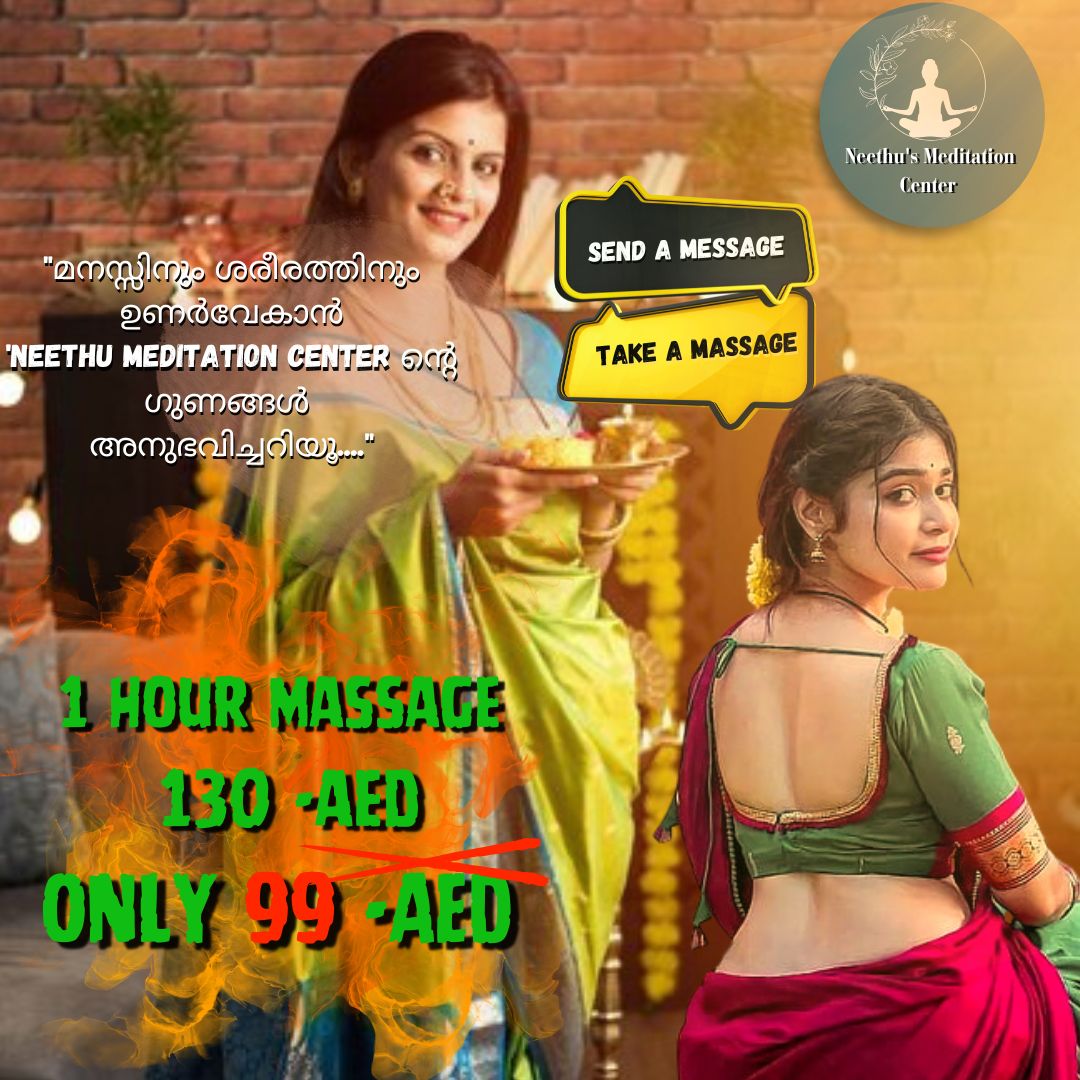 Neethu's Meditation
Center
SEND A MESSAGE
TAKE A MASSAGE
"മനസ്സിനും ശരീരത്തിനും
ഉണർവേകാൻ
'NEETHU MEDITATION CENTER ന്റെ
ഗുണങ്ങൾ
അനുഭവിച്ചറിയൂ...."
1 HOUR MASSAGE
130 -AED
ONLY 99 -AED